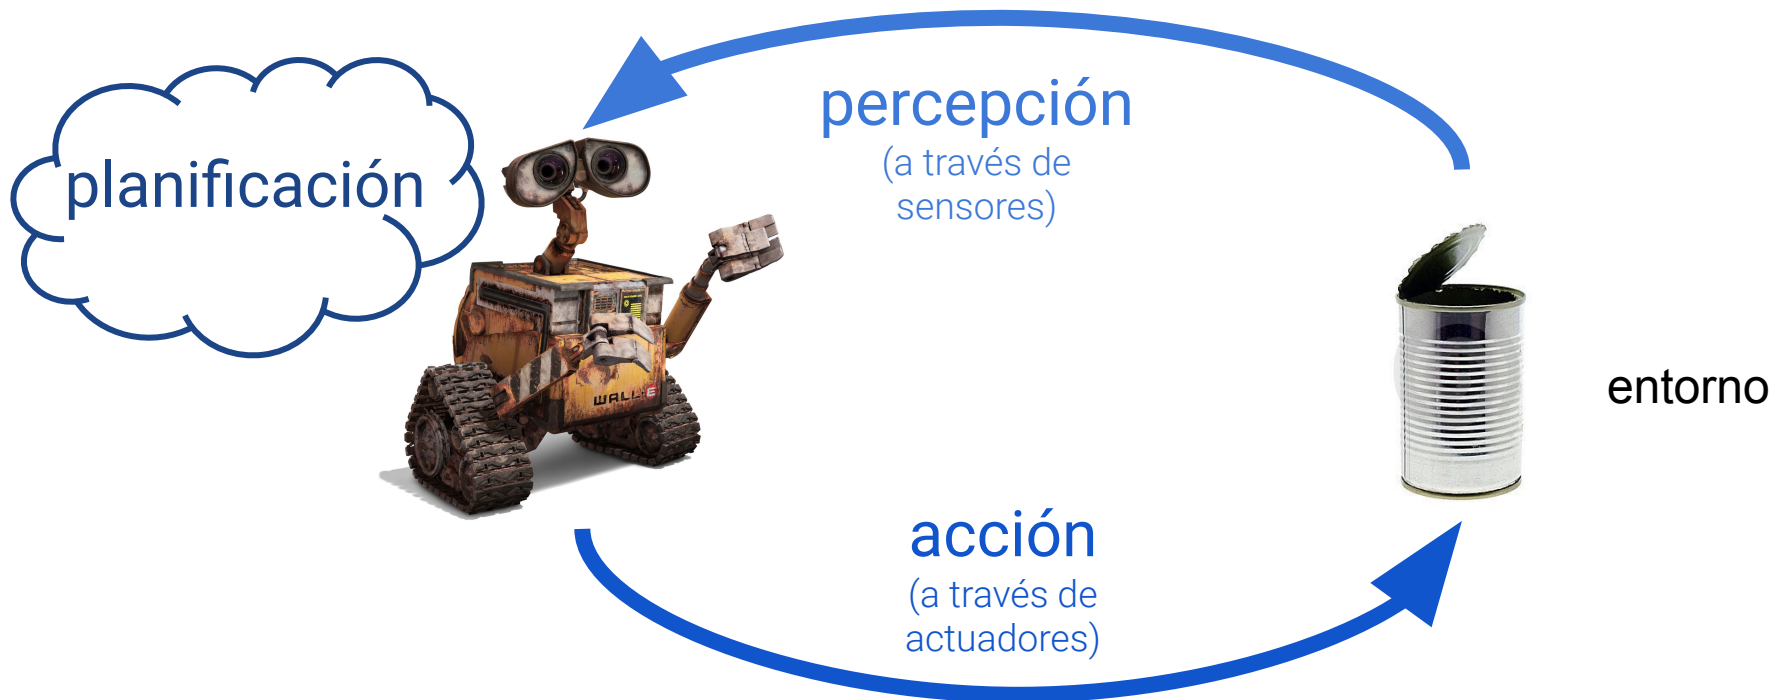 percepción
(a través de
sensores)
planificación
WALL•E
entorno
acción
(a través de
actuadores)